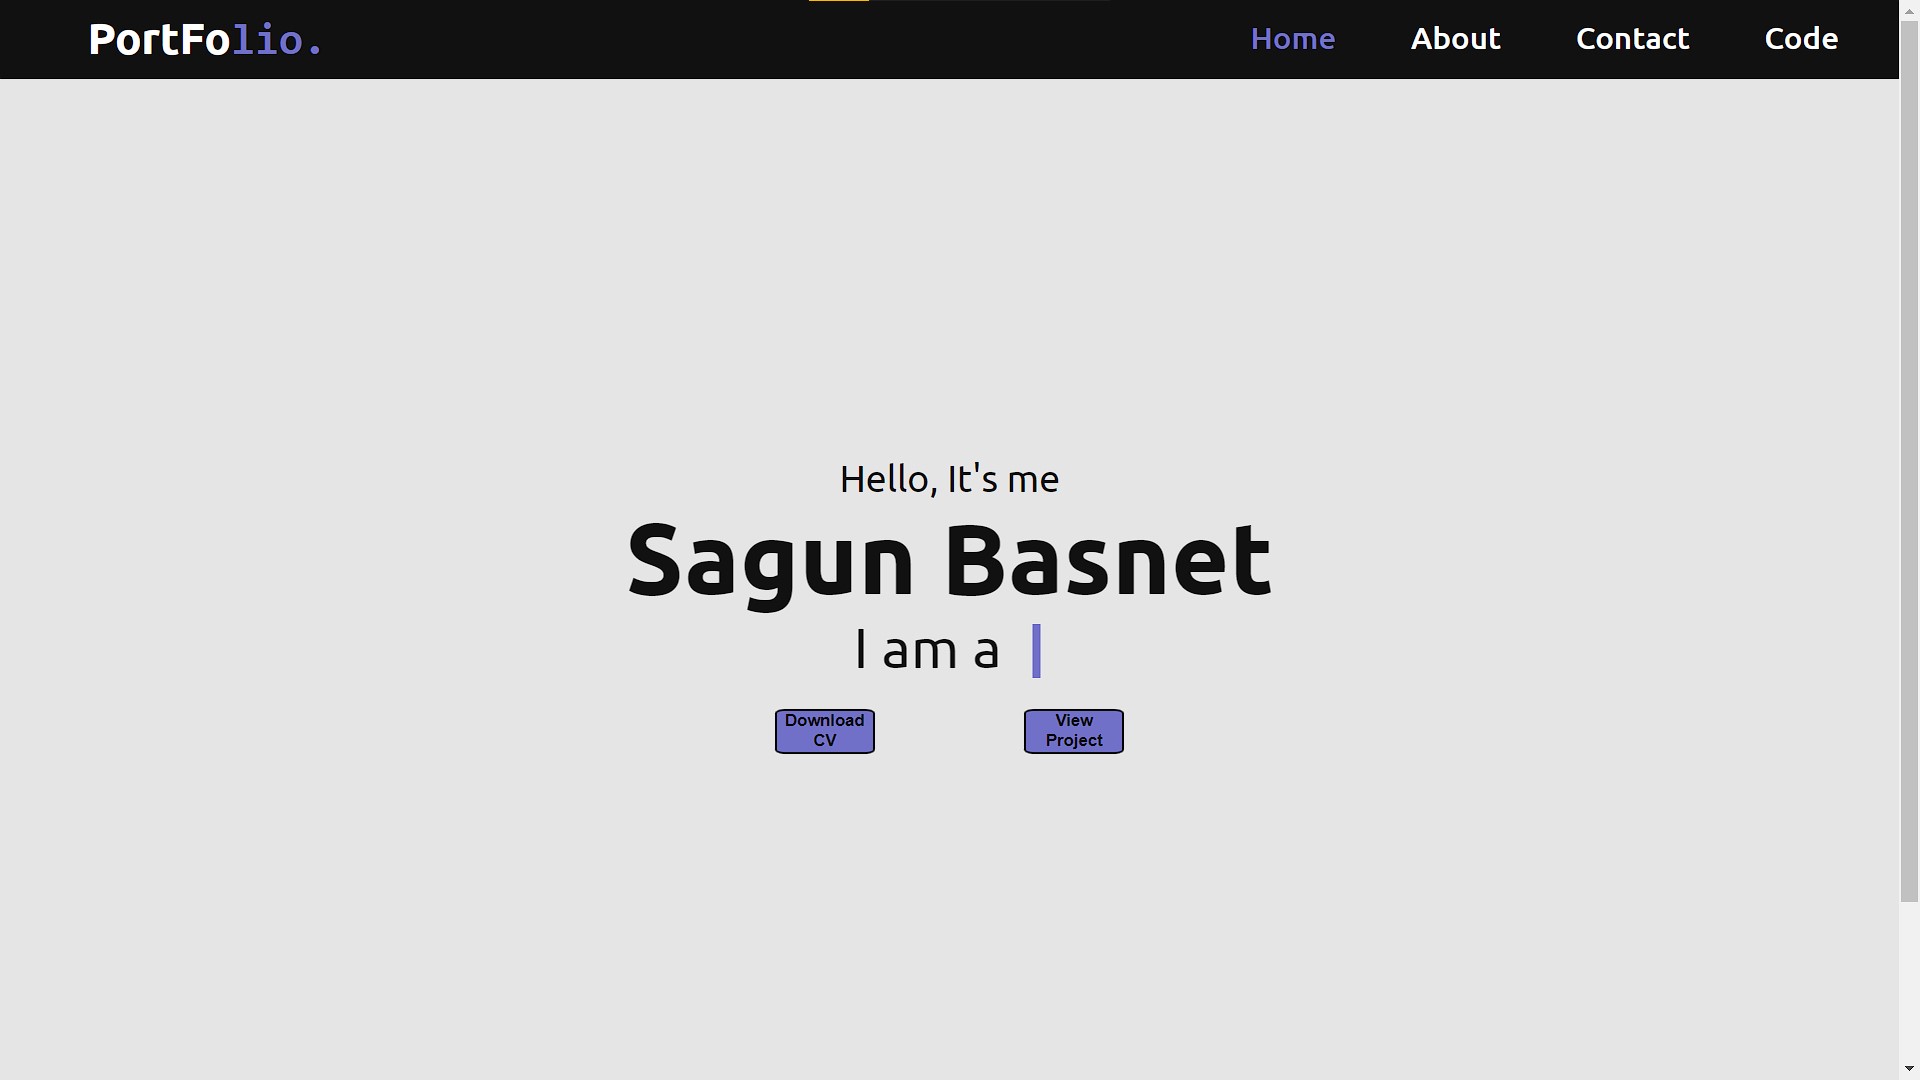 PortFolio.
Home About Contact Code
Hello, It's me
Sagun Basnet
I am a
Download
CV
View
Project